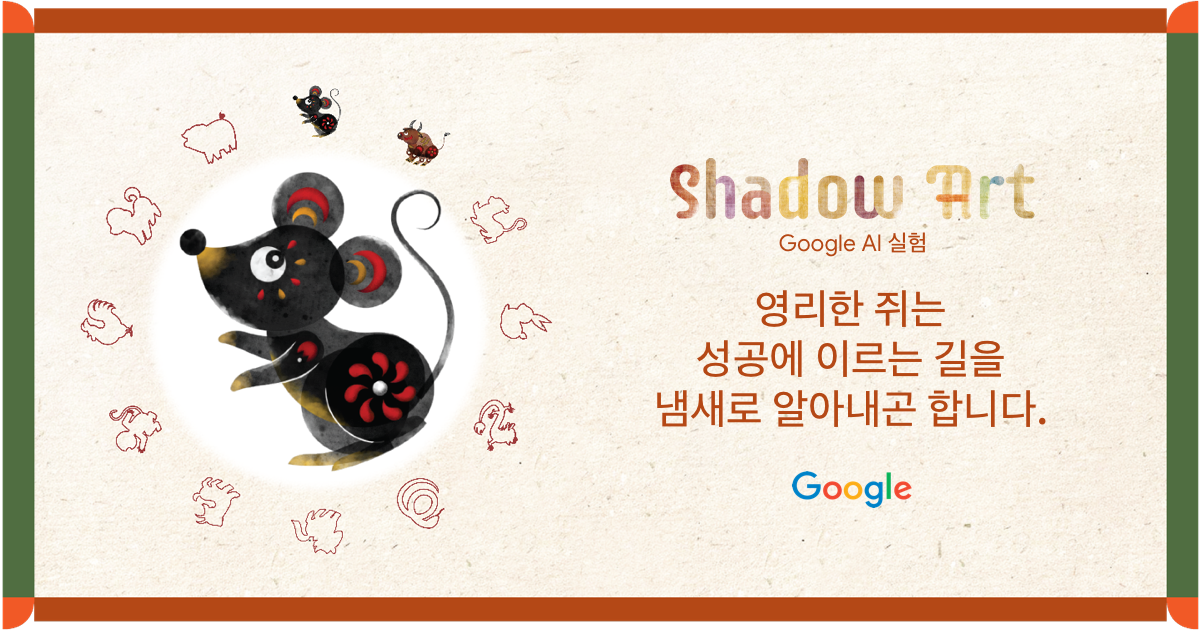 Shadow Art
Google AI 실험
영리한 쥐는
성공에 이르는 길을
냄새로 알아내곤 합니다.
Google